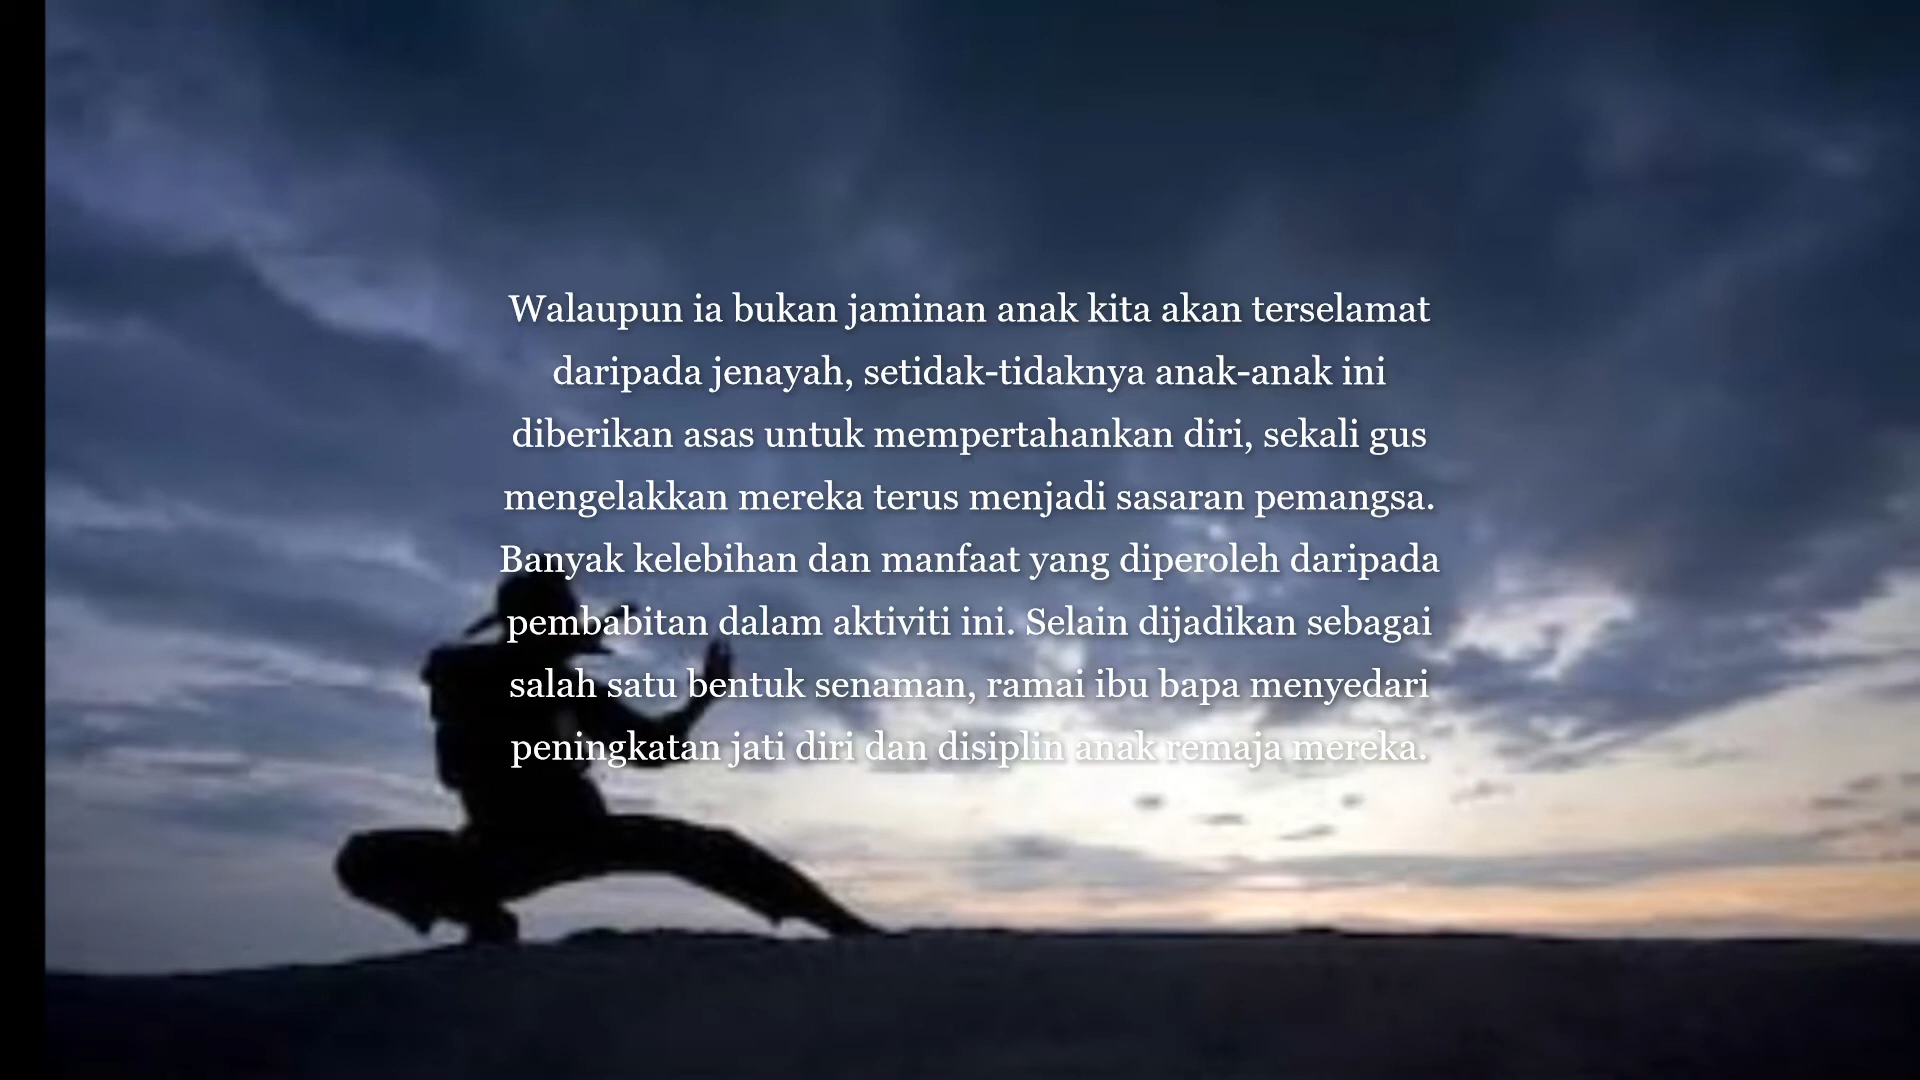 Walaupun ia bukan jaminan anak kita akan terselamat
daripada jenayah, setidak-tidaknya anak-anak ini
diberikan asas untuk mempertahankan diri, sekali gus
mengelakkan mereka terus menjadi sasaran pemangsa.
Banyak kelebihan dan manfaat yang diperoleh daripada
pembabitan dalam aktiviti ini. Selain dijadikan sebagai
salah satu bentuk senaman, ramai ibu bapa menyedari
peningkatan jati diri dan disiplin anak remaja mereka.